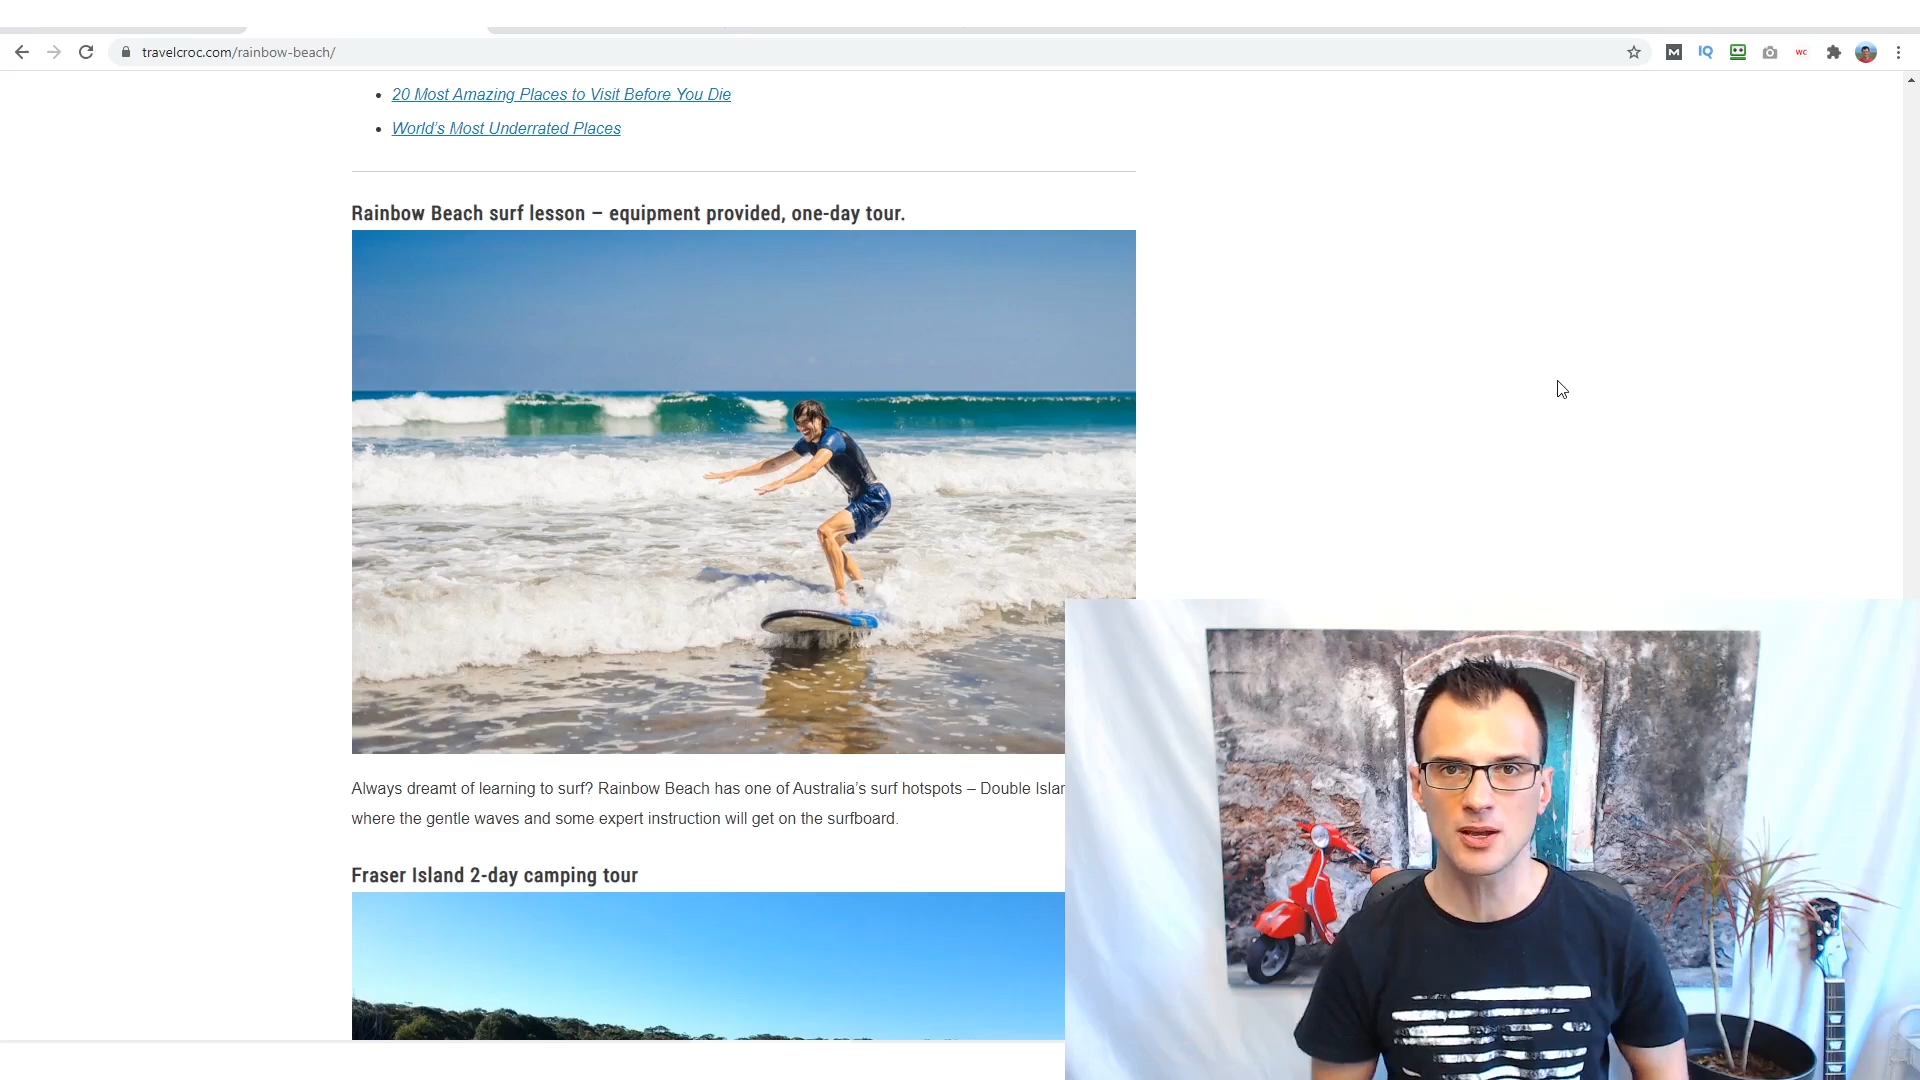 travelcroc.com/rainbow-beach/
M
IQ
WC
20 Most Amazing Places to Visit Before You Die
World's Most Underrated Places
Rainbow Beach surf lesson – equipment provided, one-day tour.
Always dreamt of learning to surf? Rainbow Beach has one of Australia's surf hotspots – Double
where the gentle waves and some expert instruction will get on the surfboard.
Fraser Island 2-day camping tour